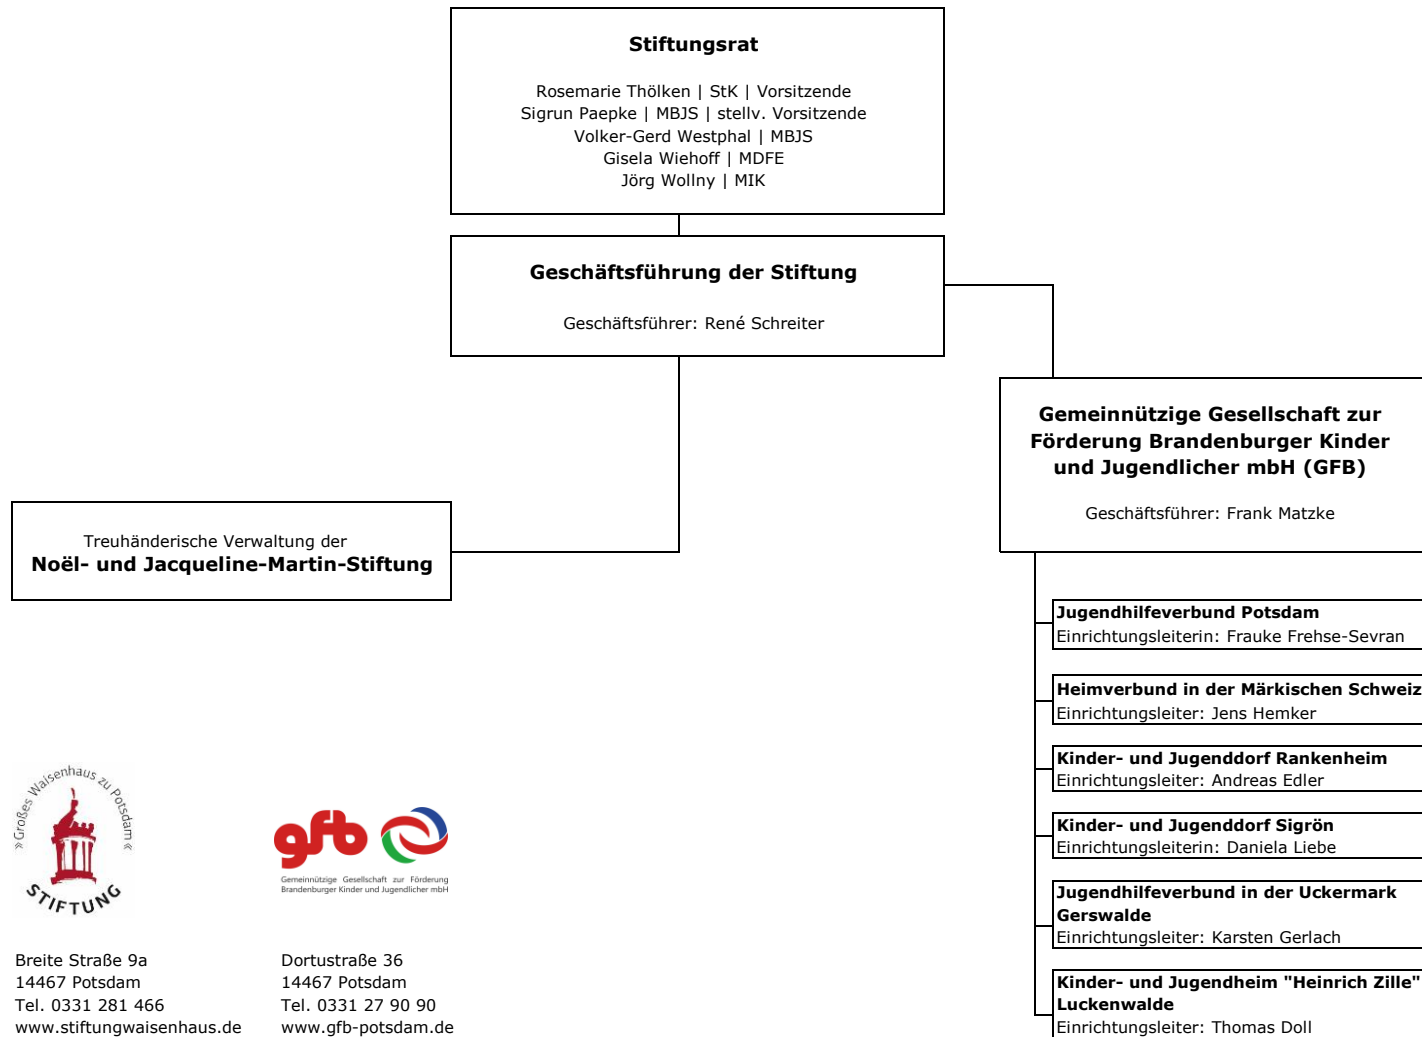 Stiftungsrat
Rosemarie Thölken | StK | Vorsitzende
Sigrun Paepke | MBJS | stellv. Vorsitzende
Volker-Gerd Westphal | MBJS
Gisela Wiehoff | MDFE
Jörg Wollny | MIK
Geschäftsführung der Stiftung
Geschäftsführer: René Schreiter
Gemeinnützige Gesellschaft zur
Förderung Brandenburger Kinder
und Jugendlicher mbH (GFB)
Geschäftsführer: Frank Matzke
Treuhänderische Verwaltung der
Noël- und Jacqueline-Martin-Stiftung
Jugendhilfeverbund Potsdam
Einrichtungsleiterin: Frauke Frehse-Sevran
Heimverbund in der Märkischen Schweiz
Einrichtungsleiter: Jens Hemker
Kinder- und Jugenddorf Rankenheim
Einrichtungsleiter: Andreas Edler
Kinder- und Jugenddorf Sigrön
Einrichtungsleiterin: Daniela Liebe
Jugendhilfeverbund in der Uckermark
Gerswalde
Einrichtungsleiter: Karsten Gerlach
Kinder- und Jugendheim "Heinrich Zille"
Luckenwalde
Einrichtungsleiter: Thomas Doll
»Großes Waisenhaus zu Potsdam«
STIFTUNG
gfb
Gemeinnützige Gesellschaft zur Förderung
Brandenburger Kinder und Jugendlicher mbH
Breite Straße 9a
14467 Potsdam
Tel. 0331 281 466
www.stiftungwaisenhaus.de
Dortustraße 36
14467 Potsdam
Tel. 0331 27 90 90
www.gfb-potsdam.de